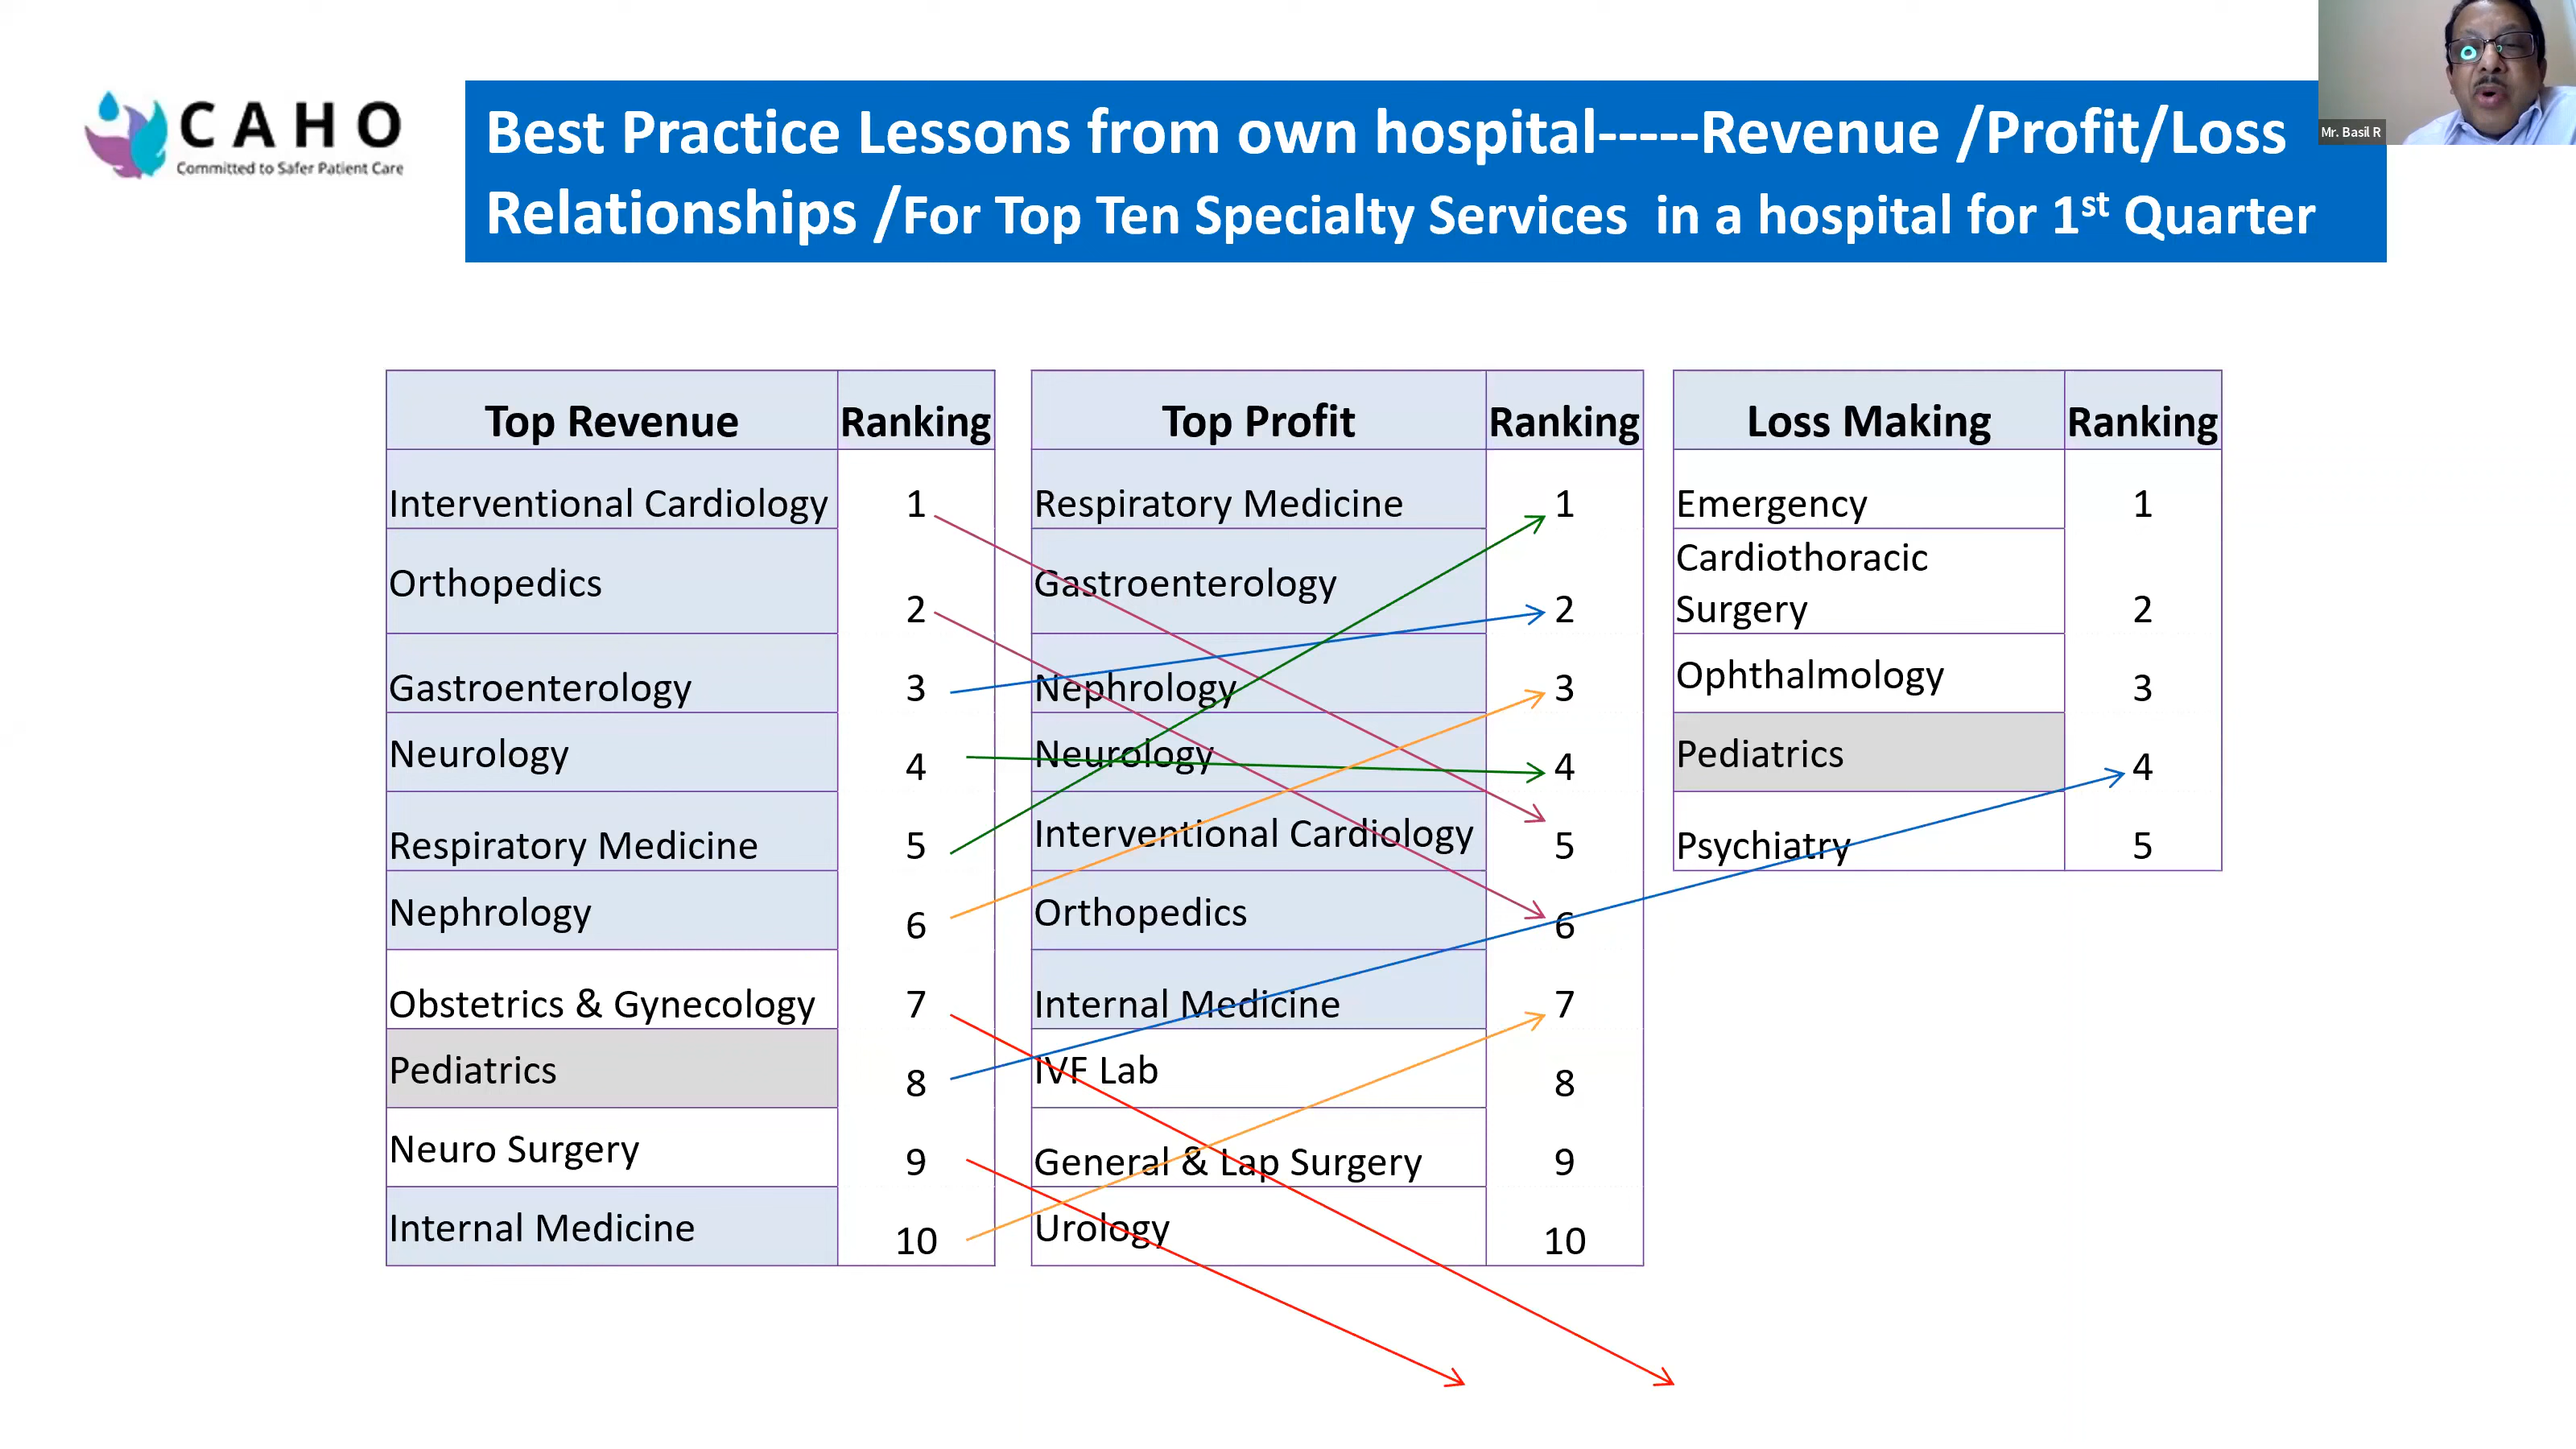 CAHO
Committed to Safer Patient Care
Best Practice Lessons from own hospital-----Revenue /Profit/Loss
Relationships /For Top Ten Specialty Services in a hospital for 1st Quarter
Mr. Basil R
Top Revenue Ranking
Interventional Cardiology 1
Orthopedics 2
Gastroenterology 3
Neurology 4
Respiratory Medicine 5
Nephrology 6
Obstetrics & Gynecology 7
Pediatrics 8
Neuro Surgery 9
Internal Medicine 10
Top Profit Ranking
Respiratory Medicine 1
Gastroenterology 2
Nephrology 3
Neurology 4
Interventional Cardiology 5
Orthopedics 6
Internal Medicine 7
IVF Lab 8
General & Lap Surgery 9
Urology 10
Loss Making Ranking
Emergency 1
Cardiothoracic
Surgery 2
Ophthalmology 3
Pediatrics 4
Psychiatry 5